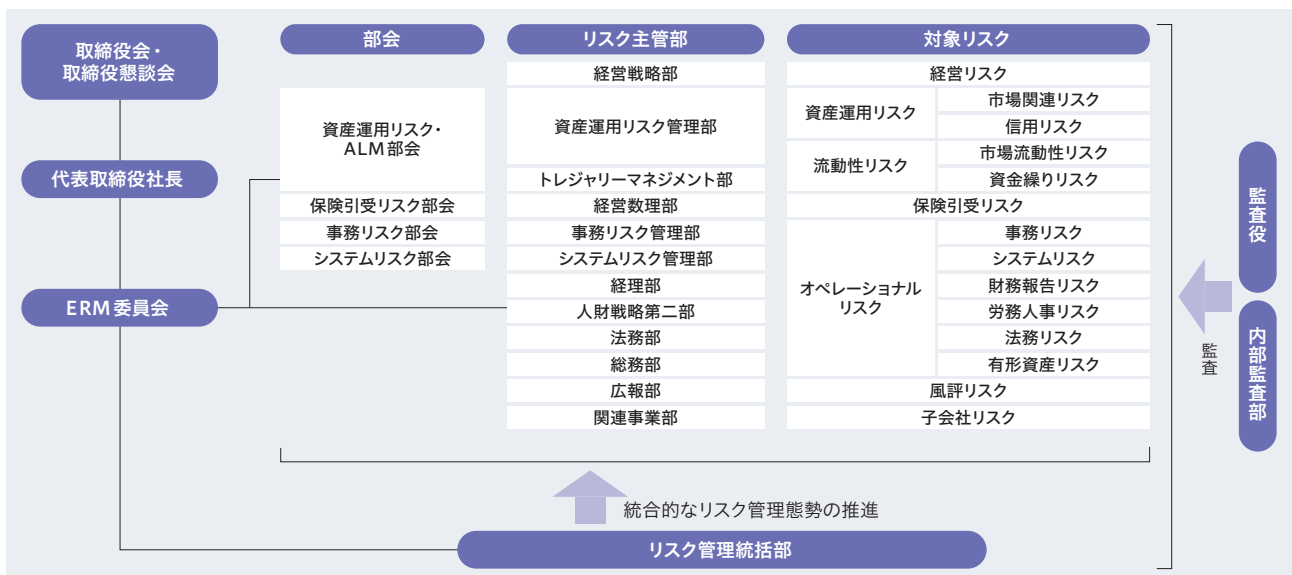 取締役会・
取締役懇談会
代表取締役社長
ERM委員会
部会
資産運用リスク・
ALM部会
保険引受リスク部会
事務リスク部会
システムリスク部会
リスク主管部
経営戦略部
資産運用リスク管理部
トレジャリーマネジメント部
経営数理部
事務リスク管理部
システムリスク管理部
経理部
人財戦略第二部
法務部
総務部
広報部
関連事業部
対象リスク
経営リスク
資産運用リスク
市場関連リスク
信用リスク
流動性リスク
市場流動性リスク
資金繰りリスク
保険引受リスク
オペレーショナル
リスク
事務リスク
システムリスク
財務報告リスク
労務人事リスク
法務リスク
有形資産リスク
風評リスク
子会社リスク
監査
監査役
内部監査部
統合的なリスク管理態勢の推進
リスク管理統括部